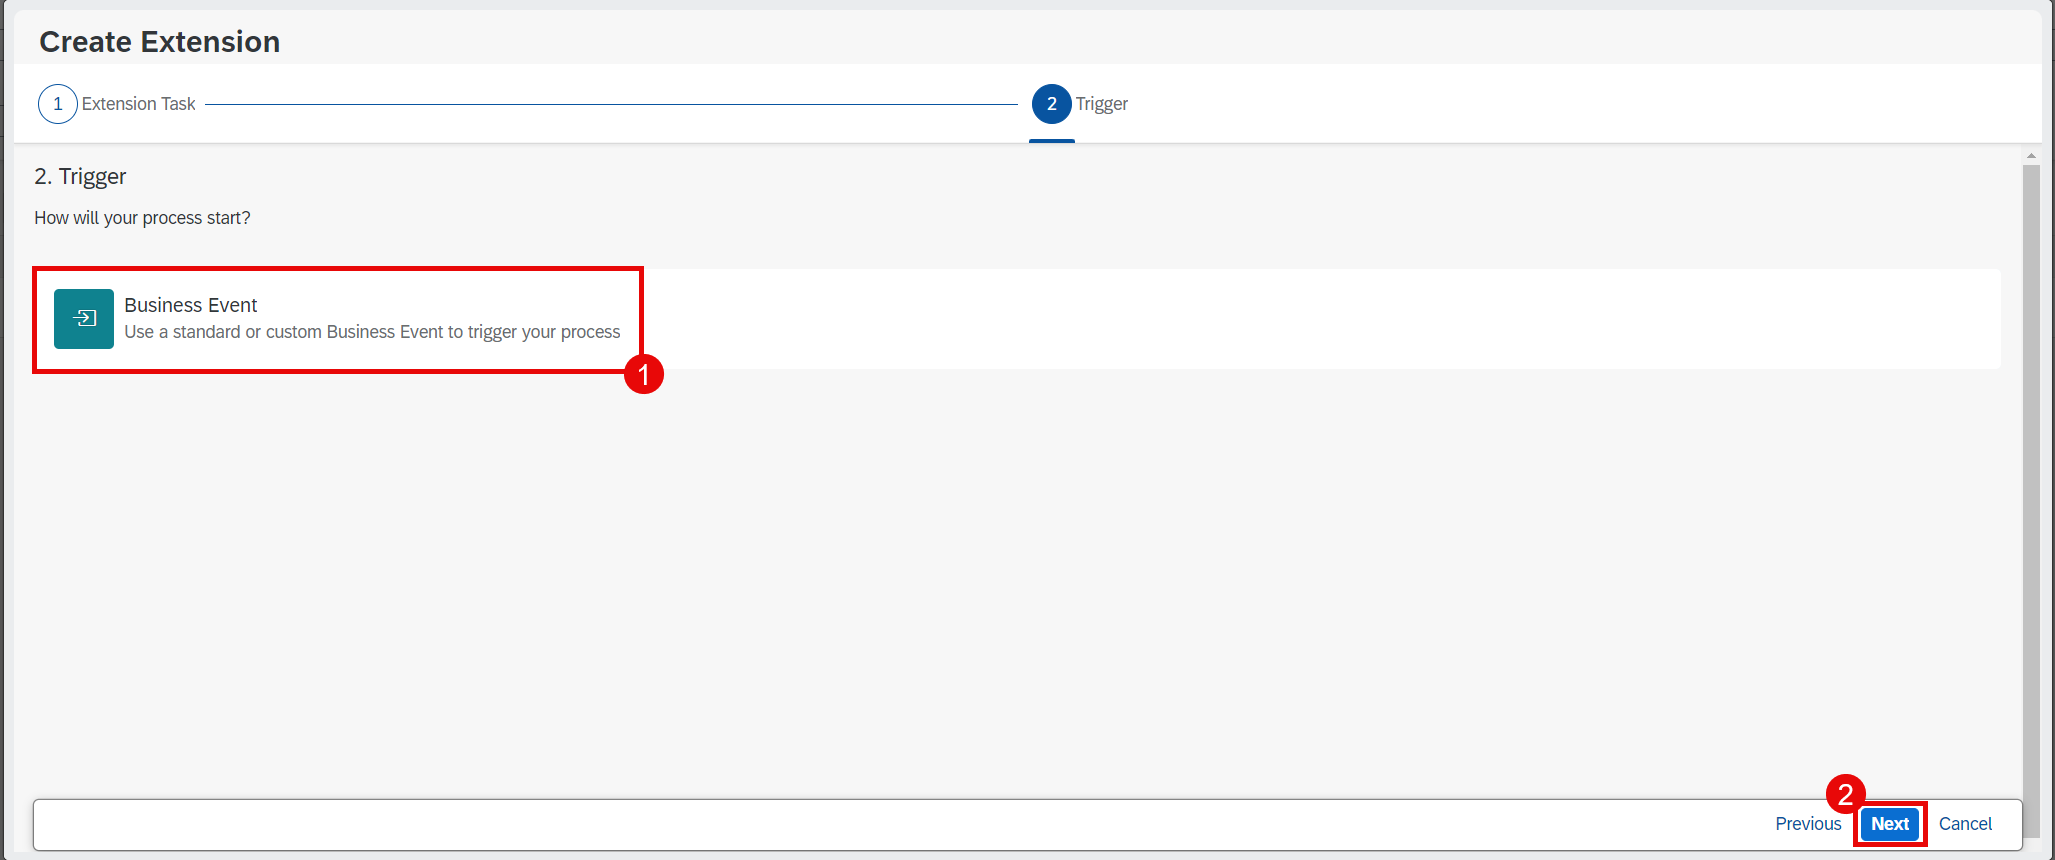 Create Extension
1 Extension Task 2 Trigger
2. Trigger
How will your process start?
Business Event
Use a standard or custom Business Event to trigger your process
1
2
Previous Next Cancel